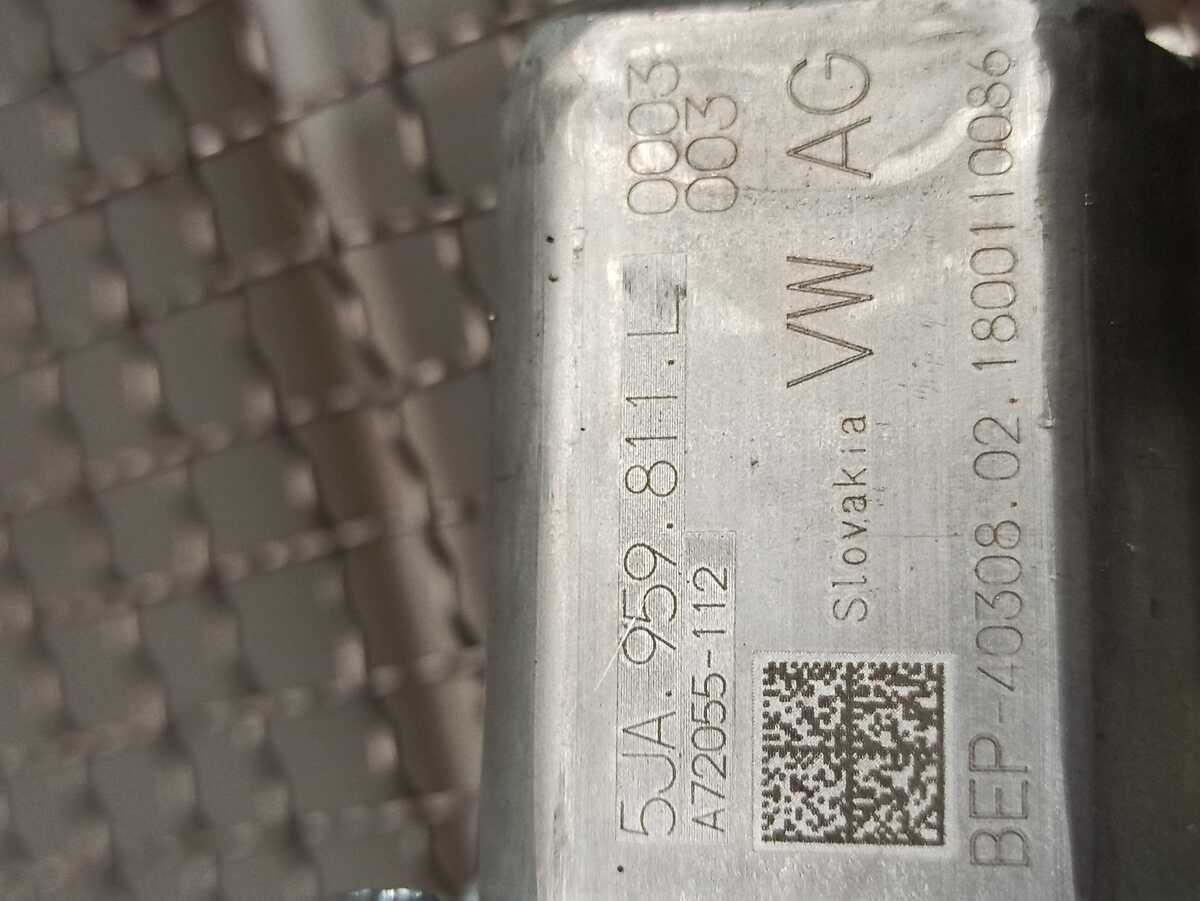 5JA.959.811.L 0003
A72055-112 003
Slovakia VW AG
BEP-40308.02.1800110086